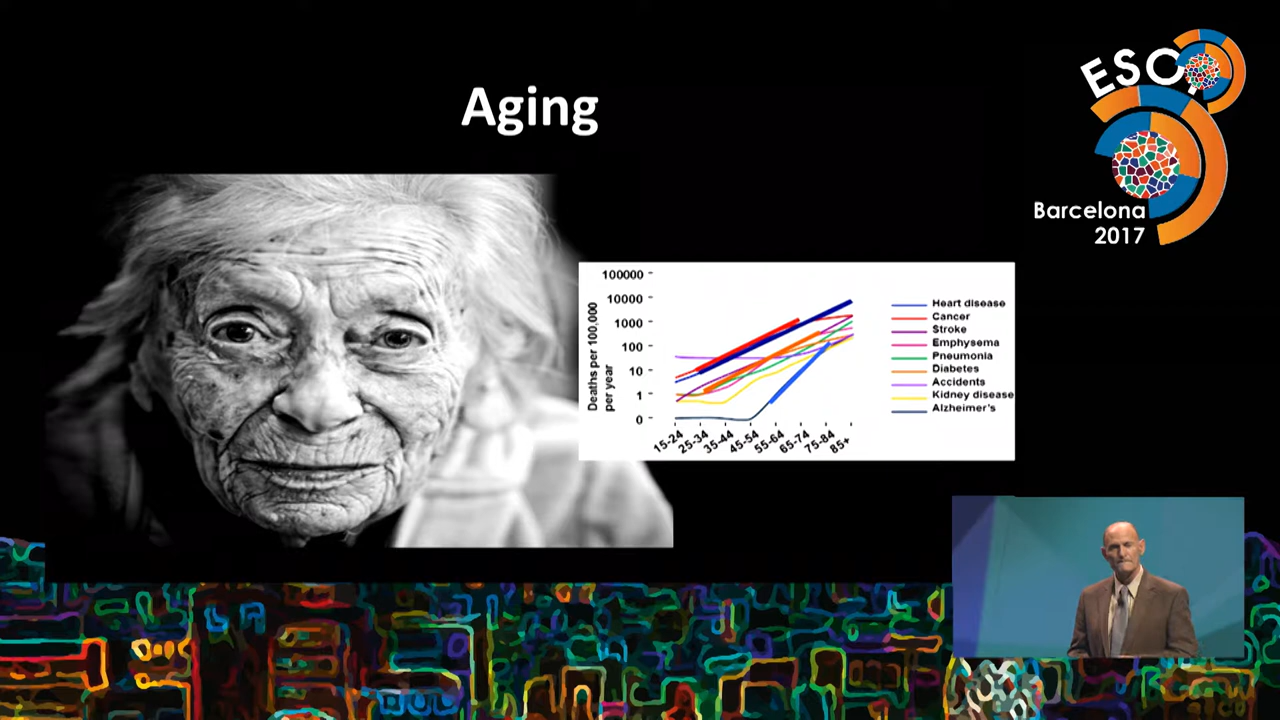 Aging
ESO
Barcelona
2017
Deaths per 100,000
per year
100000
10000
1000
100
10
1
0
15-24
25-34
35-44
45-54
55-64
65-74
75-84
85+
Heart disease
Cancer
Stroke
Emphysema
Pneumonia
Diabetes
Accidents
Kidney disease
Alzheimer's